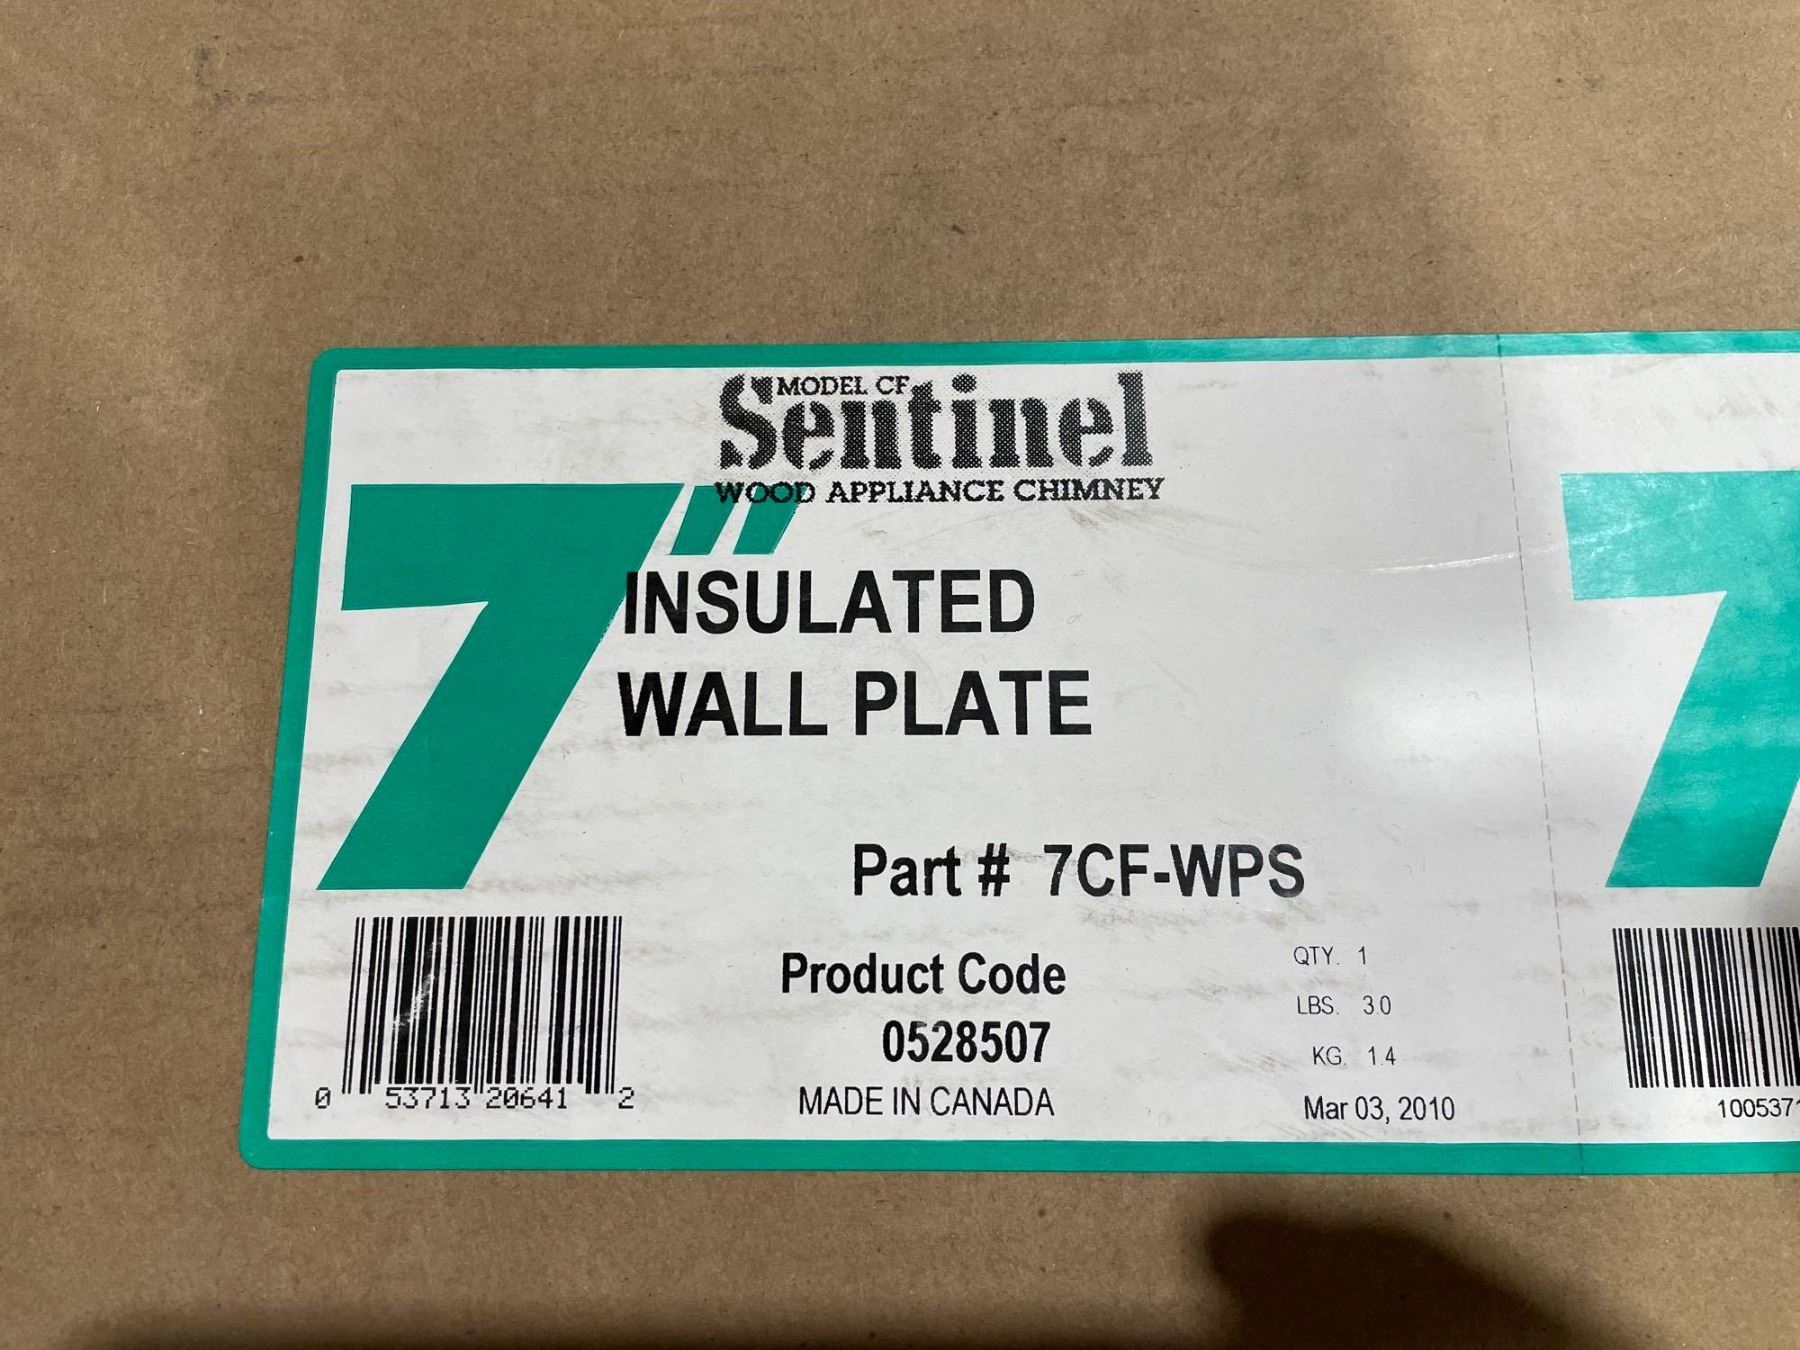 MODEL CF
Sentinel
WOOD APPLIANCE CHIMNEY
7"
INSULATED
WALL PLATE
Part # 7CF-WPS
Product Code
0528507
MADE IN CANADA
QTY. 1
LBS. 3.0
KG. 1.4
Mar 03, 2010
0 53713 20641 2
7